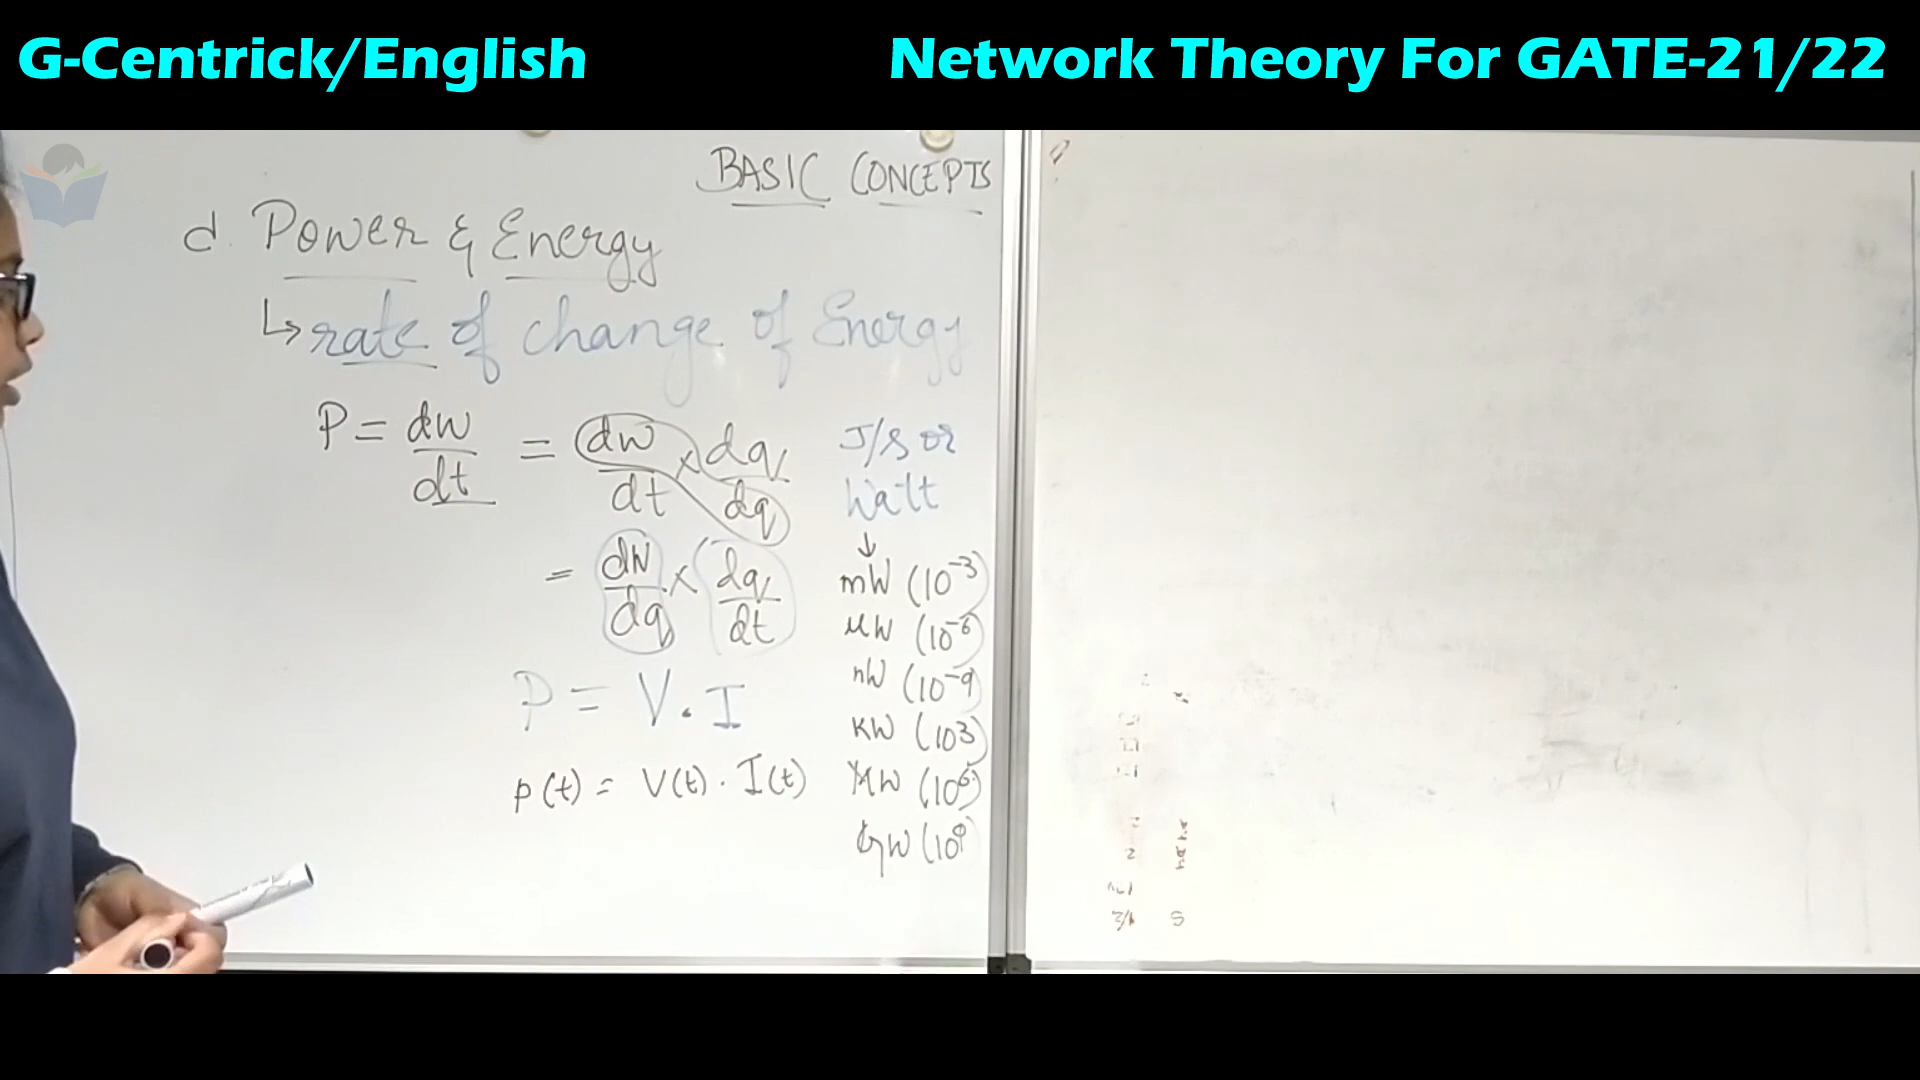 G-Centrick/English
Network Theory For GATE-21/22
BASIC CONCEPTS
d. Power & Energy
↳ rate of change of Energy
P = dw/dt = dw/dt × dq/dq
J/s or
Watt
↓
= dw/dq × dq/dt
mW (10⁻³)
μW (10⁻⁶)
nW (10⁻⁹)
P = V . I
KW (10³)
p(t) = V(t) . I(t)
MW (10⁶)
GW (10⁹